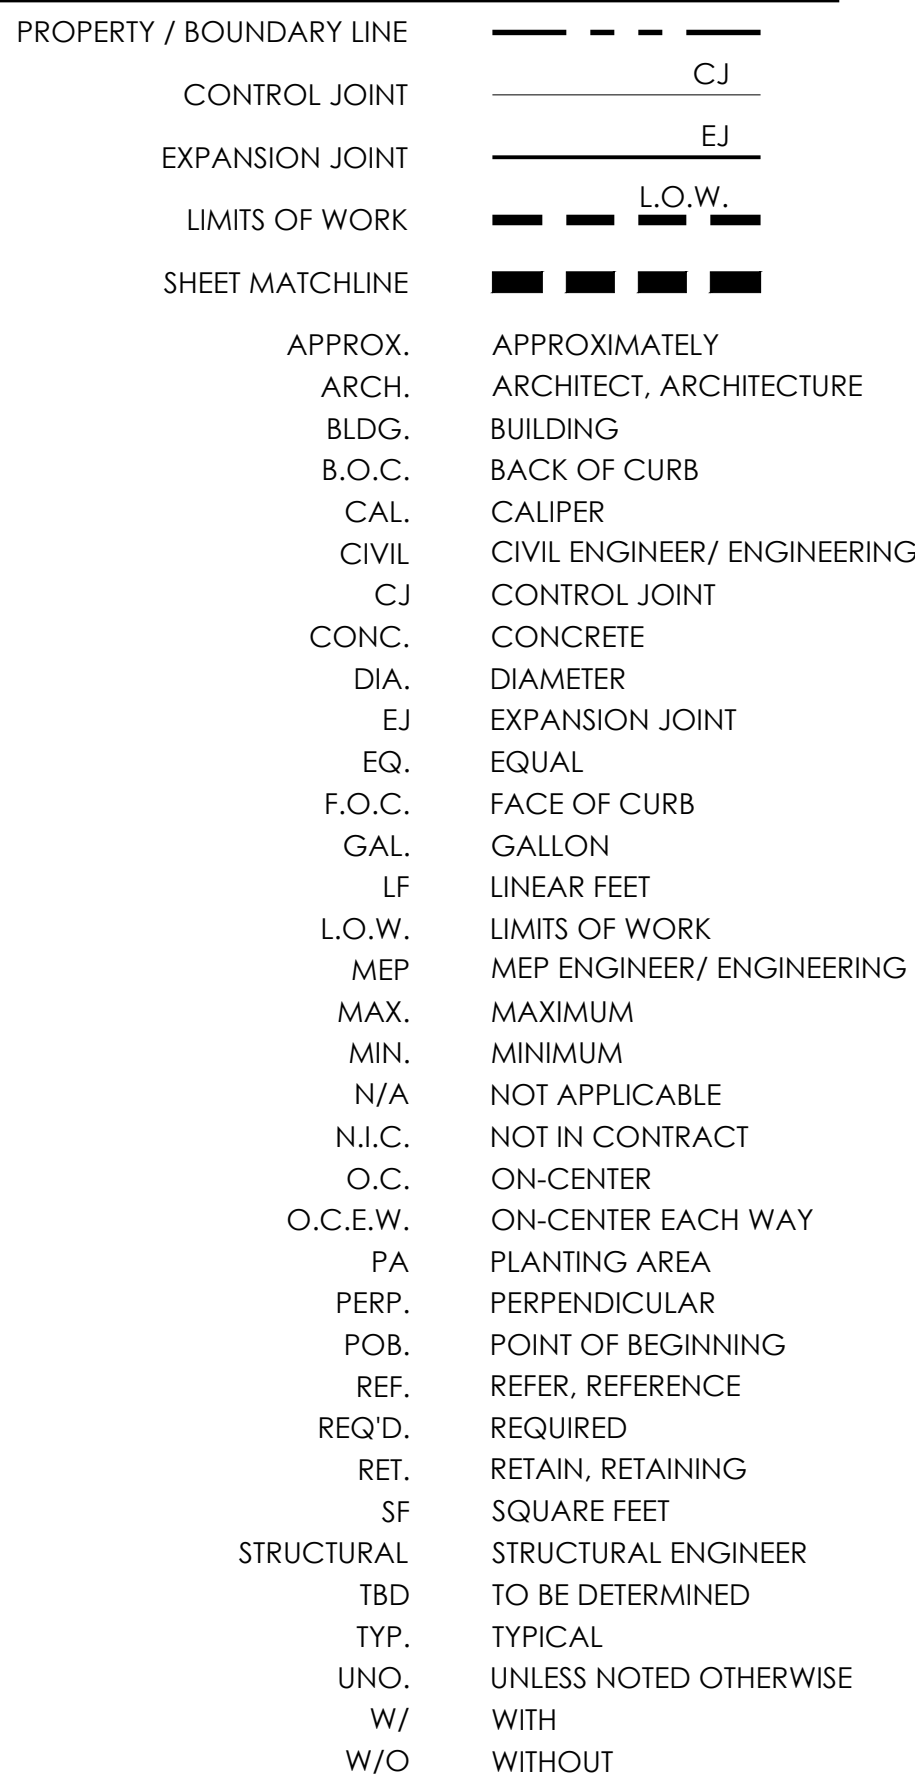 PROPERTY / BOUNDARY LINE
CONTROL JOINT CJ
EXPANSION JOINT EJ
LIMITS OF WORK L.O.W.
SHEET MATCHLINE
APPROX. APPROXIMATELY
ARCH. ARCHITECT, ARCHITECTURE
BLDG. BUILDING
B.O.C. BACK OF CURB
CAL. CALIPER
CIVIL CIVIL ENGINEER/ ENGINEERING
CJ CONTROL JOINT
CONC. CONCRETE
DIA. DIAMETER
EJ EXPANSION JOINT
EQ. EQUAL
F.O.C. FACE OF CURB
GAL. GALLON
LF LINEAR FEET
L.O.W. LIMITS OF WORK
MEP MEP ENGINEER/ ENGINEERING
MAX. MAXIMUM
MIN. MINIMUM
N/A NOT APPLICABLE
N.I.C. NOT IN CONTRACT
O.C. ON-CENTER
O.C.E.W. ON-CENTER EACH WAY
PA PLANTING AREA
PERP. PERPENDICULAR
POB. POINT OF BEGINNING
REF. REFER, REFERENCE
REQ'D. REQUIRED
RET. RETAIN, RETAINING
SF SQUARE FEET
STRUCTURAL STRUCTURAL ENGINEER
TBD TO BE DETERMINED
TYP. TYPICAL
UNO. UNLESS NOTED OTHERWISE
W/ WITH
W/O WITHOUT